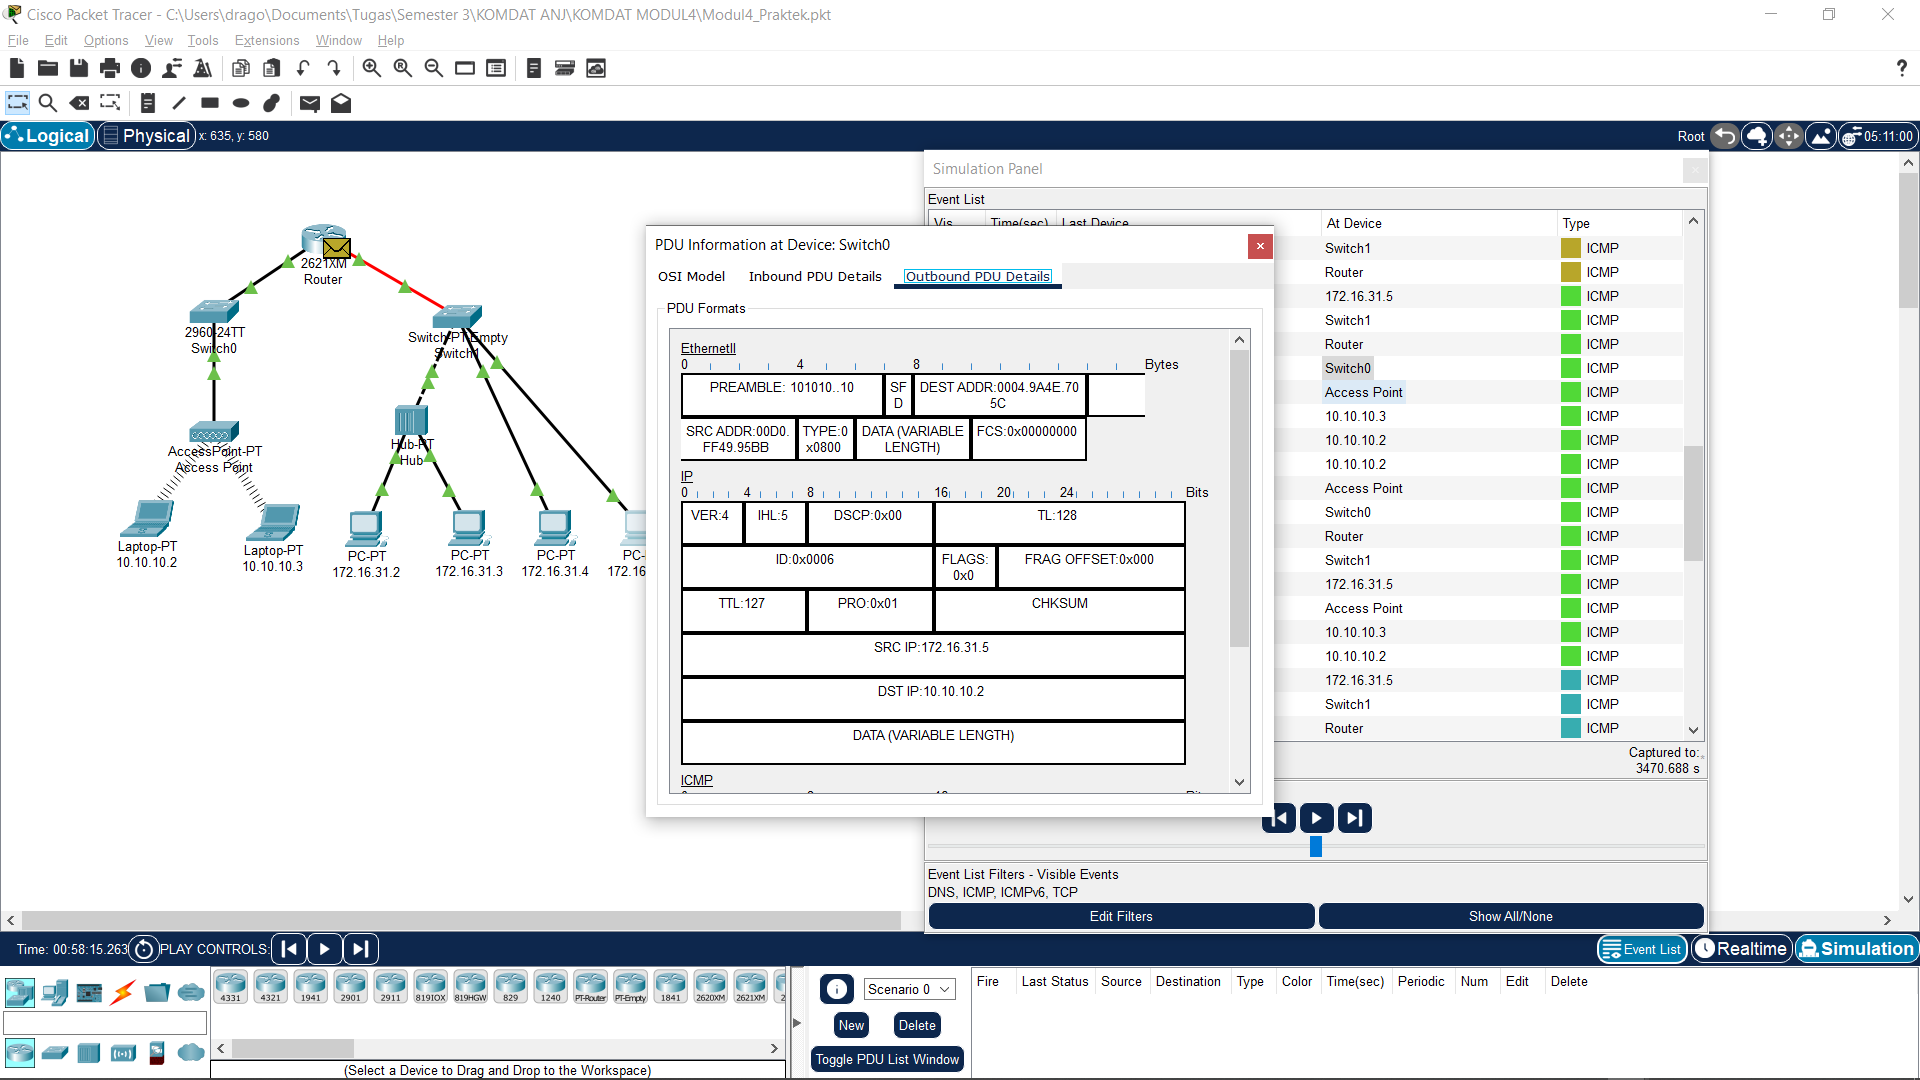 Cisco Packet Tracer - C:\Users\drago\Documents\Tugas\Semester 3\KOMDAT ANJ\KOMDAT MODUL4\Modul4_Praktek.pkt
File Edit Options View Tools Extensions Window Help
Logical Physical x: 635, y: 580 Root 05:11:00
2621XM
Router
2960-24TT
Switch0
Switch-PT-Empty
Switch1
AccessPoint-PT
Access Point
Hub-PT
Hub
Laptop-PT
10.10.10.2
Laptop-PT
10.10.10.3
PC-PT
172.16.31.2
PC-PT
172.16.31.3
PC-PT
172.16.31.4
PC-
172.16
Simulation Panel
Event List
Vis. Time(sec) Last Device At Device Type
Switch1 ICMP
Router ICMP
172.16.31.5 ICMP
Switch1 ICMP
Router ICMP
Switch0 ICMP
Access Point ICMP
10.10.10.3 ICMP
10.10.10.2 ICMP
10.10.10.2 ICMP
Access Point ICMP
Switch0 ICMP
Router ICMP
Switch1 ICMP
172.16.31.5 ICMP
Access Point ICMP
10.10.10.3 ICMP
10.10.10.2 ICMP
172.16.31.5 ICMP
Switch1 ICMP
Router ICMP
Captured to:
3470.688 s
PDU Information at Device: Switch0
OSI Model Inbound PDU Details Outbound PDU Details
PDU Formats
EthernetII
0 4 8 Bytes
PREAMBLE: 101010..10 SF D DEST ADDR:0004.9A4E.70 5C
SRC ADDR:00D0. FF49.95BB TYPE:0 x0800 DATA (VARIABLE LENGTH) FCS:0x00000000
IP
0 4 8 16 20 24 Bits
VER:4 IHL:5 DSCP:0x00 TL:128
ID:0x0006 FLAGS: 0x0 FRAG OFFSET:0x000
TTL:127 PRO:0x01 CHKSUM
SRC IP:172.16.31.5
DST IP:10.10.10.2
DATA (VARIABLE LENGTH)
ICMP
Event List Filters - Visible Events
DNS, ICMP, ICMPv6, TCP
Edit Filters Show All/None
Time: 00:58:15.263 PLAY CONTROLS: Event List Realtime Simulation
4331 4321 1941 2901 2911 819IOX 819HGW 829 1240 PT-Router PT-Empty 1841 2620XM 2621XM 2
(Select a Device to Drag and Drop to the Workspace)
Scenario 0
New Delete
Toggle PDU List Window
Fire Last Status Source Destination Type Color Time(sec) Periodic Num Edit Delete